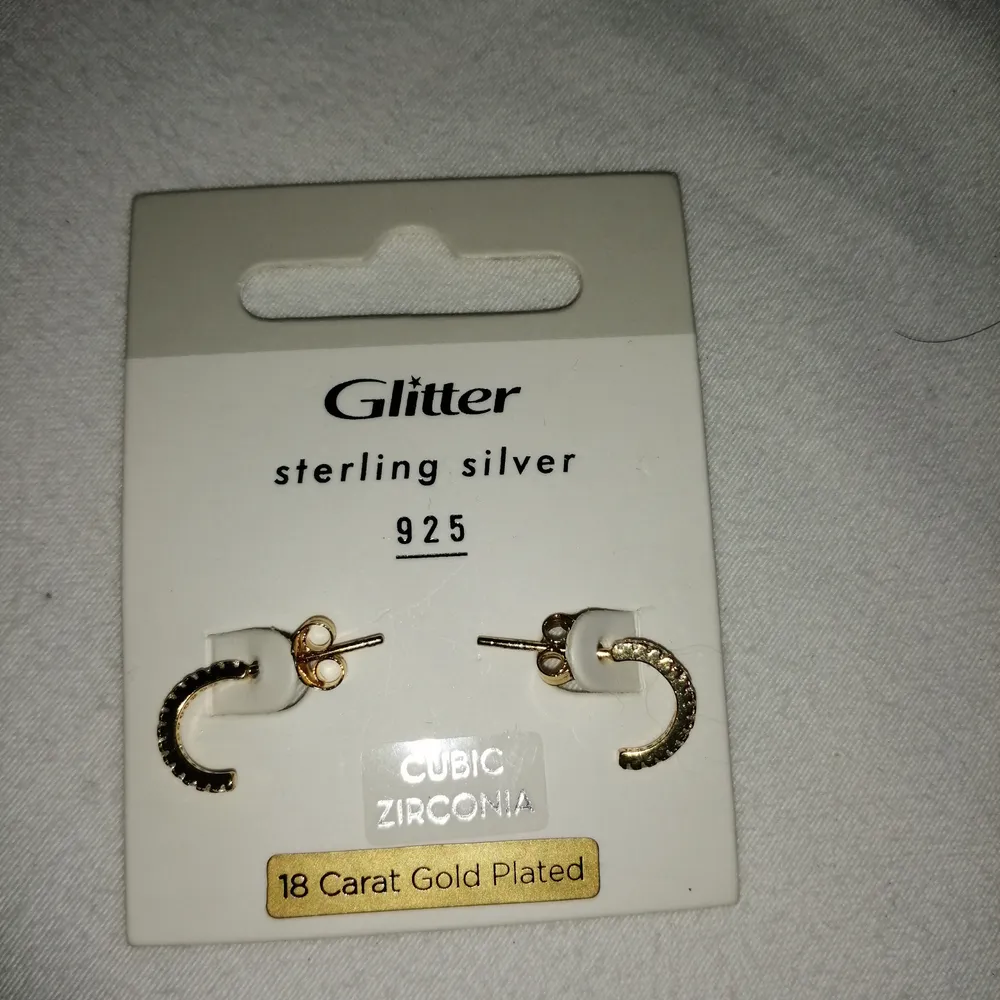 Glitter
sterling silver
925
CUBIC
ZIRCONIA
18 Carat Gold Plated